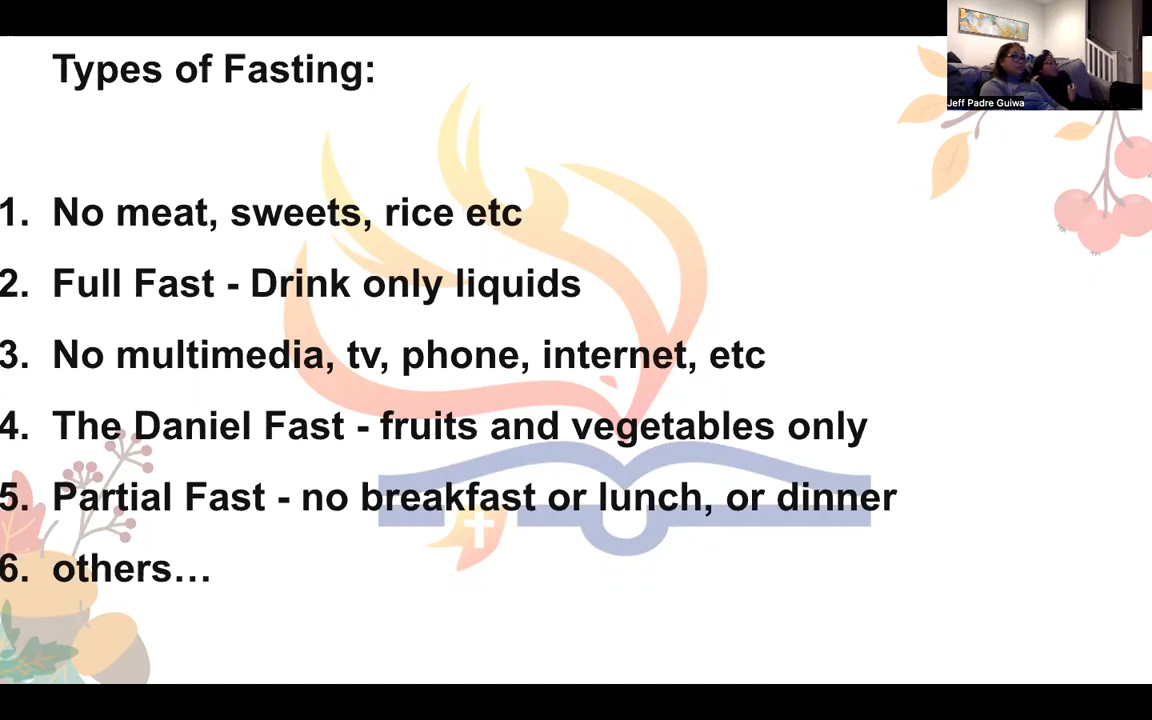 Types of Fasting:
Jeff Padre Guiwa
1. No meat, sweets, rice etc
2. Full Fast - Drink only liquids
3. No multimedia, tv, phone, internet, etc
4. The Daniel Fast - fruits and vegetables only
5. Partial Fast - no breakfast or lunch, or dinner
6. others…